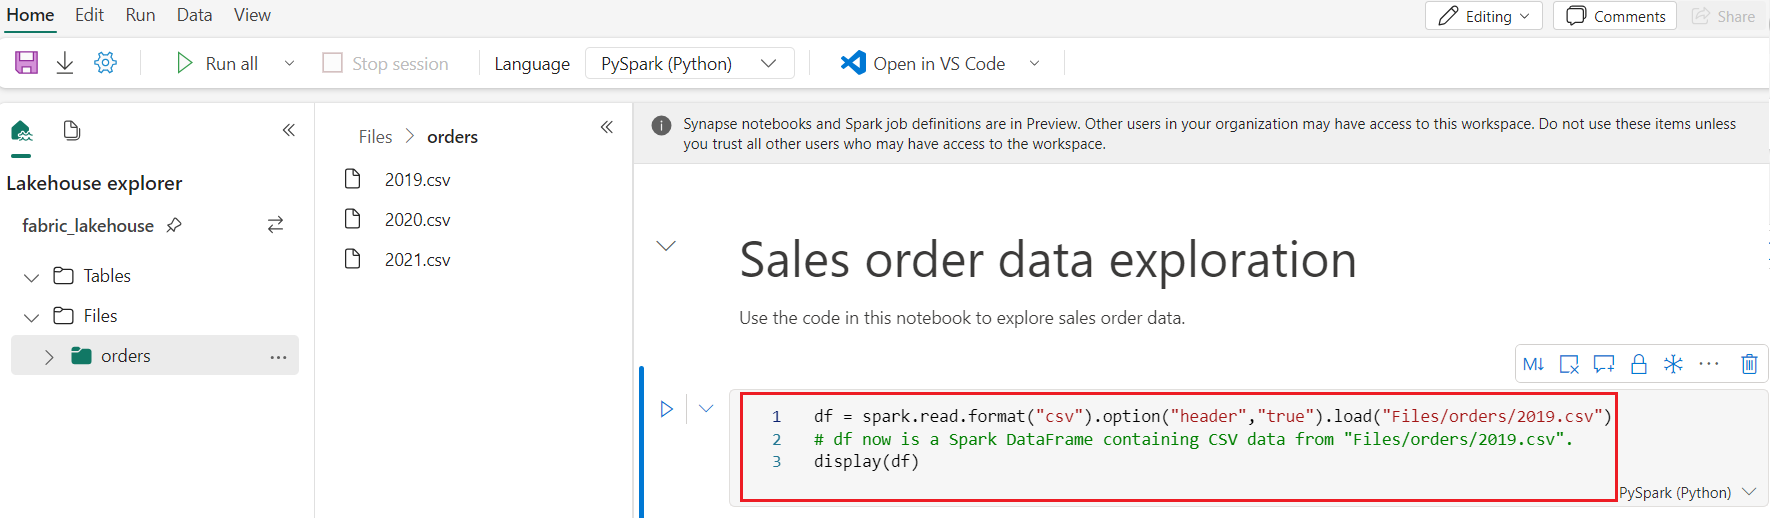 Home Edit Run Data View
Editing Comments Share
Run all Stop session Language PySpark (Python) Open in VS Code
Lakehouse explorer
fabric_lakehouse
Tables
Files
orders
Files > orders
2019.csv
2020.csv
2021.csv
Synapse notebooks and Spark job definitions are in Preview. Other users in your organization may have access to this workspace. Do not use these items unless
you trust all other users who may have access to the workspace.
Sales order data exploration
Use the code in this notebook to explore sales order data.
M↓
1 df = spark.read.format("csv").option("header","true").load("Files/orders/2019.csv")
2 # df now is a Spark DataFrame containing CSV data from "Files/orders/2019.csv".
3 display(df)
PySpark (Python)